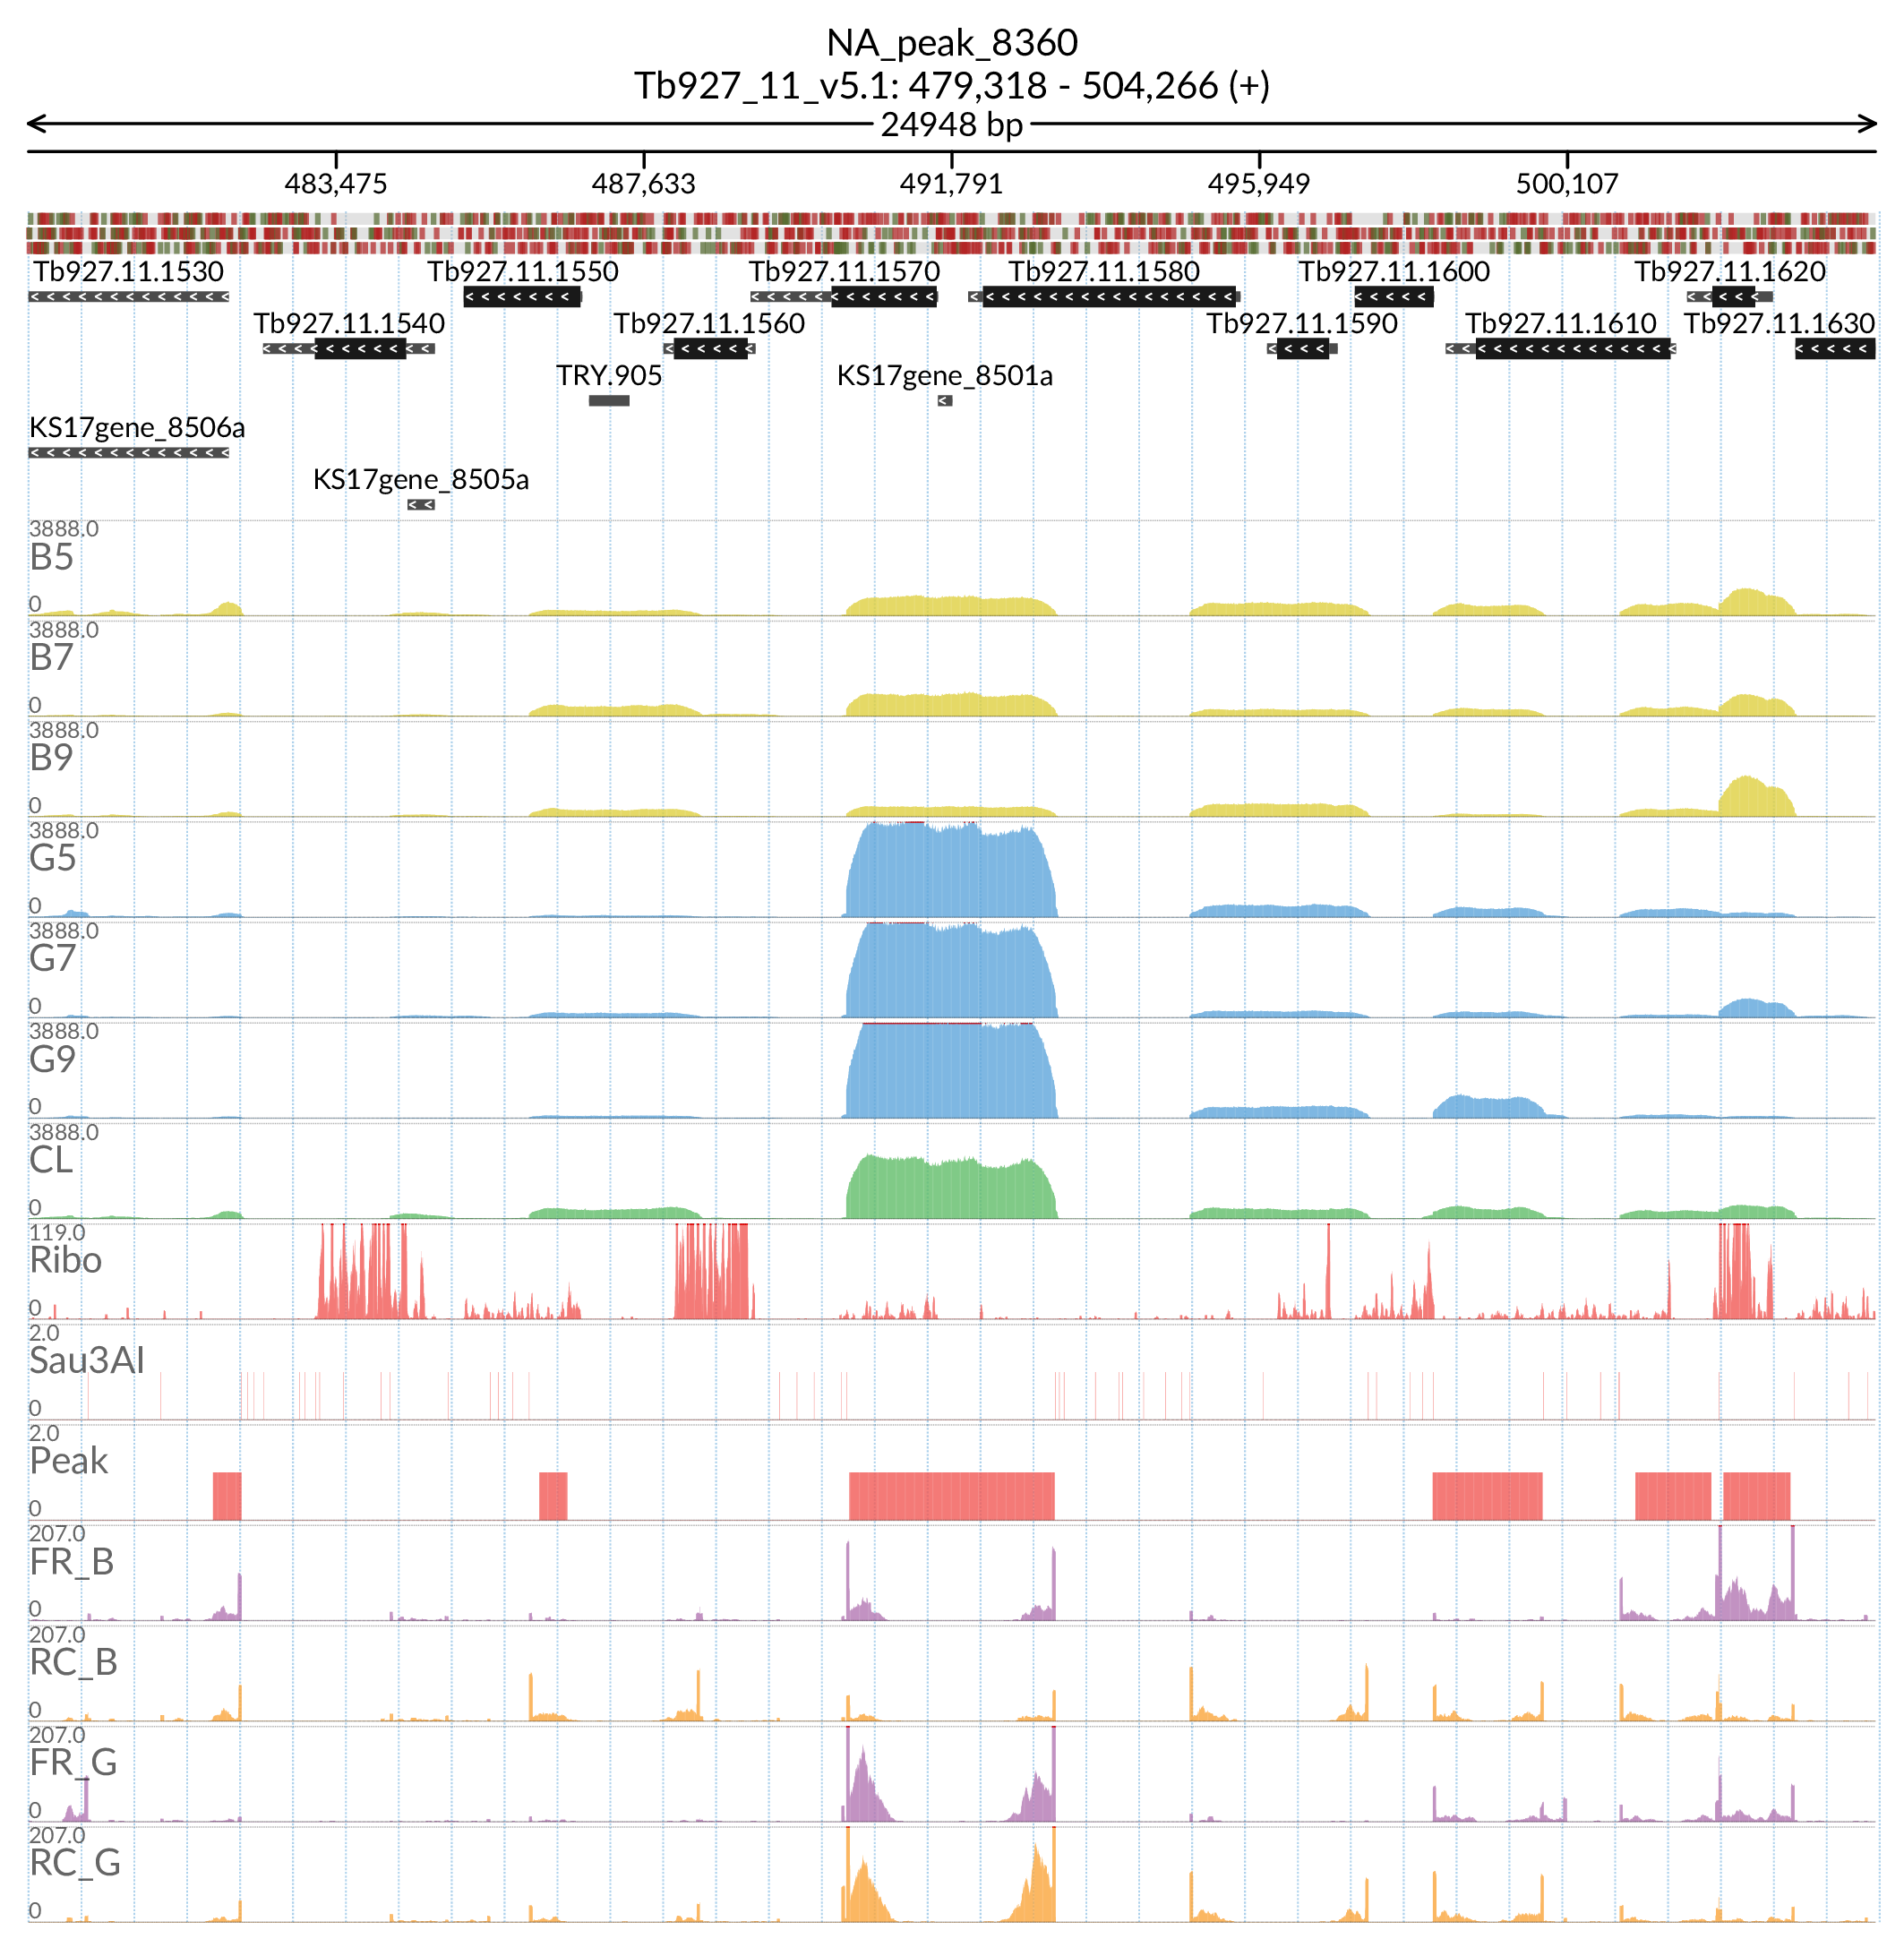 NA_peak_8360
Tb927_11_v5.1: 479,318 - 504,266 (+)
24948 bp
483,475 487,633 491,791 495,949 500,107
Tb927.11.1530 Tb927.11.1550 Tb927.11.1570 Tb927.11.1580 Tb927.11.1600 Tb927.11.1620
Tb927.11.1540 Tb927.11.1560 Tb927.11.1590 Tb927.11.1610 Tb927.11.1630
TRY.905 KS17gene_8501a
KS17gene_8506a
KS17gene_8505a
3888.0
B5
0
3888.0
B7
0
3888.0
B9
0
3888.0
G5
0
3888.0
G7
0
3888.0
G9
0
3888.0
CL
0
119.0
Ribo
0
2.0
Sau3AI
0
2.0
Peak
0
207.0
FR_B
0
207.0
RC_B
0
207.0
FR_G
0
207.0
RC_G
0